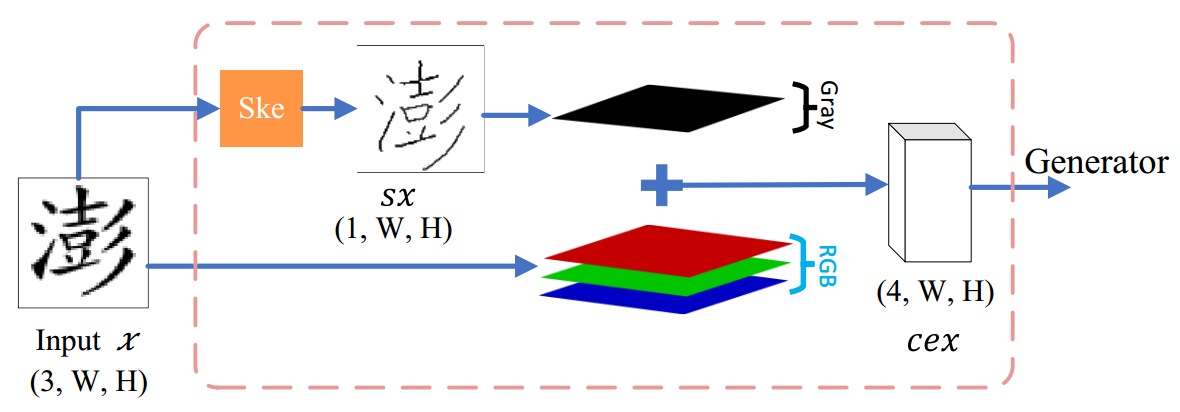 Ske
澎
sx
(1, W, H)
Gray
RGB
澎
Input x
(3, W, H)
(4, W, H)
cex
Generator